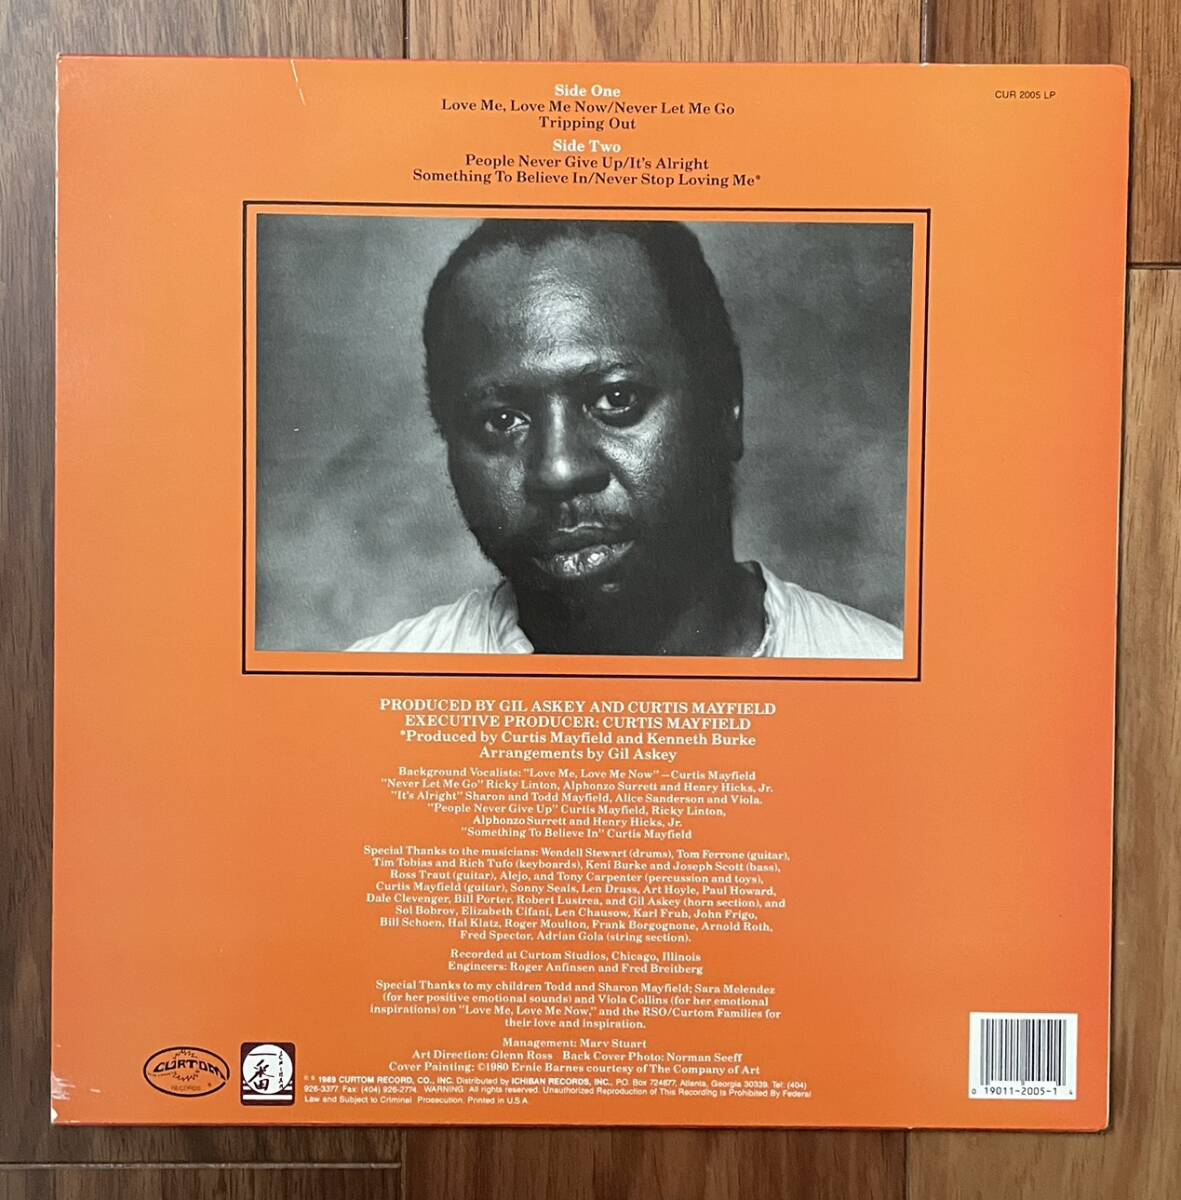 Side One
CUR 2005 LP
Love Me, Love Me Now/Never Let Me Go
Tripping Out
Side Two
People Never Give Up/It's Alright
Something To Believe In/Never Stop Loving Me*
PRODUCED BY GIL ASKEY AND CURTIS MAYFIELD
EXECUTIVE PRODUCER: CURTIS MAYFIELD
*Produced by Curtis Mayfield and Kenneth Burke
Arrangements by Gil Askey
Background Vocalists: "Love Me, Love Me Now" —Curtis Mayfield
"Never Let Me Go" Ricky Linton, Alphonzo Surrett and Henry Hicks, Jr.
"It's Alright" Sharon and Todd Mayfield, Alice Sanderson and Viola.
"People Never Give Up" Curtis Mayfield, Ricky Linton,
Alphonzo Surrett and Henry Hicks, Jr.
"Something To Believe In" Curtis Mayfield
Special Thanks to the musicians: Wendell Stewart (drums), Tom Ferrone (guitar),
Tim Tobias and Rich Tufo (keyboards), Keni Burke and Joseph Scott (bass),
Ross Traut (guitar), Alejo, and Tony Carpenter (percussion and toys),
Curtis Mayfield (guitar), Sonny Seals, Len Druss, Art Hoyle, Paul Howard,
Dale Clevenger, Bill Porter, Robert Lustrea, and Gil Askey (horn section), and
Sol Bobrov, Elizabeth Cifani, Len Chausow, Karl Fruh, John Frigo,
Bill Schoen, Hal Klatz, Roger Moulton, Frank Borgognone, Arnold Roth,
Fred Spector, Adrian Gola (string section).
Recorded at Curtom Studios, Chicago, Illinois
Engineers: Roger Anfinsen and Fred Breitberg
Special Thanks to my children Todd and Sharon Mayfield; Sara Melendez
(for her positive emotional sounds) and Viola Collins (for her emotional
inspirations) on "Love Me, Love Me Now," and the RSO/Curtom Families for
their love and inspiration.
Management: Marv Stuart
Art Direction: Glenn Ross Back Cover Photo: Norman Seeff
Cover Painting: ©1980 Ernie Barnes courtesy of The Company of Art
CURTOM
RECORDS
一番
1989 CURTOM RECORD, CO., INC. Distributed by ICHIBAN RECORDS, INC., P.O. Box 724677, Atlanta, Georgia 30339. Tel: (404)
926-3377. Fax: (404) 926-2774. WARNING: All rights reserved. Unauthorized Reproduction of This Recording is Prohibited By Federal
Law and Subject to Criminal Prosecution. Printed in U.S.A.
0 19011-2005-1 4